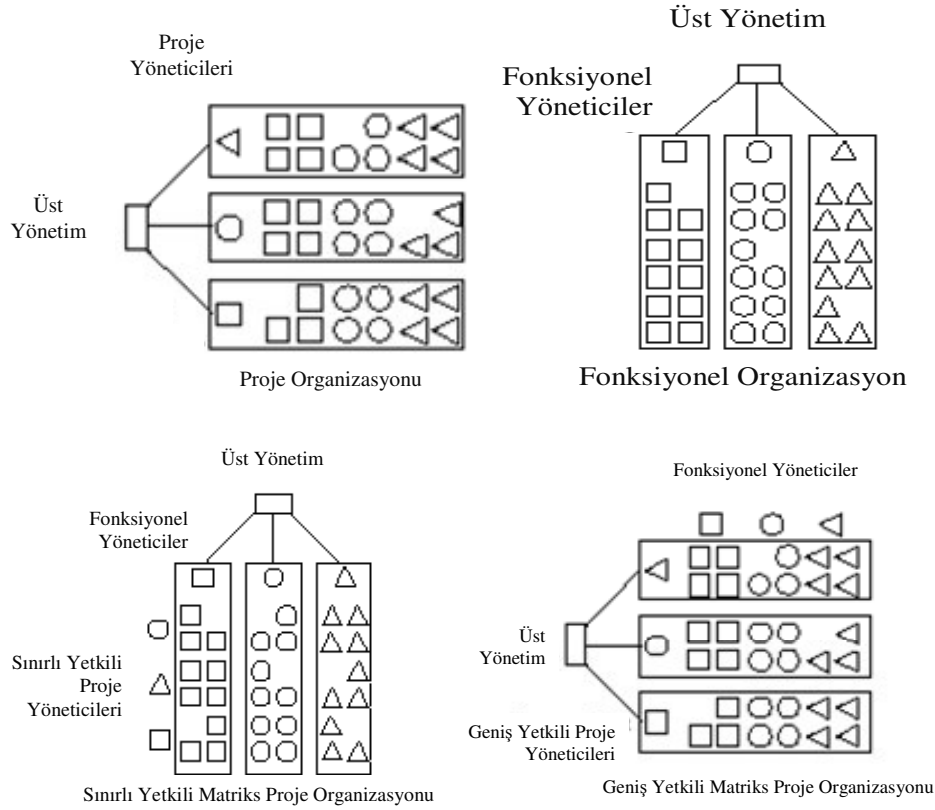 Proje
Yöneticileri
Üst
Yönetim
Proje Organizasyonu
Üst Yönetim
Fonksiyonel
Yöneticiler
Fonksiyonel Organizasyon
Üst Yönetim
Fonksiyonel
Yöneticiler
Sınırlı Yetkili
Proje
Yöneticileri
Sınırlı Yetkili Matriks Proje Organizasyonu
Fonksiyonel Yöneticiler
Üst
Yönetim
Geniş Yetkili Proje
Yöneticileri
Geniş Yetkili Matriks Proje Organizasyonu